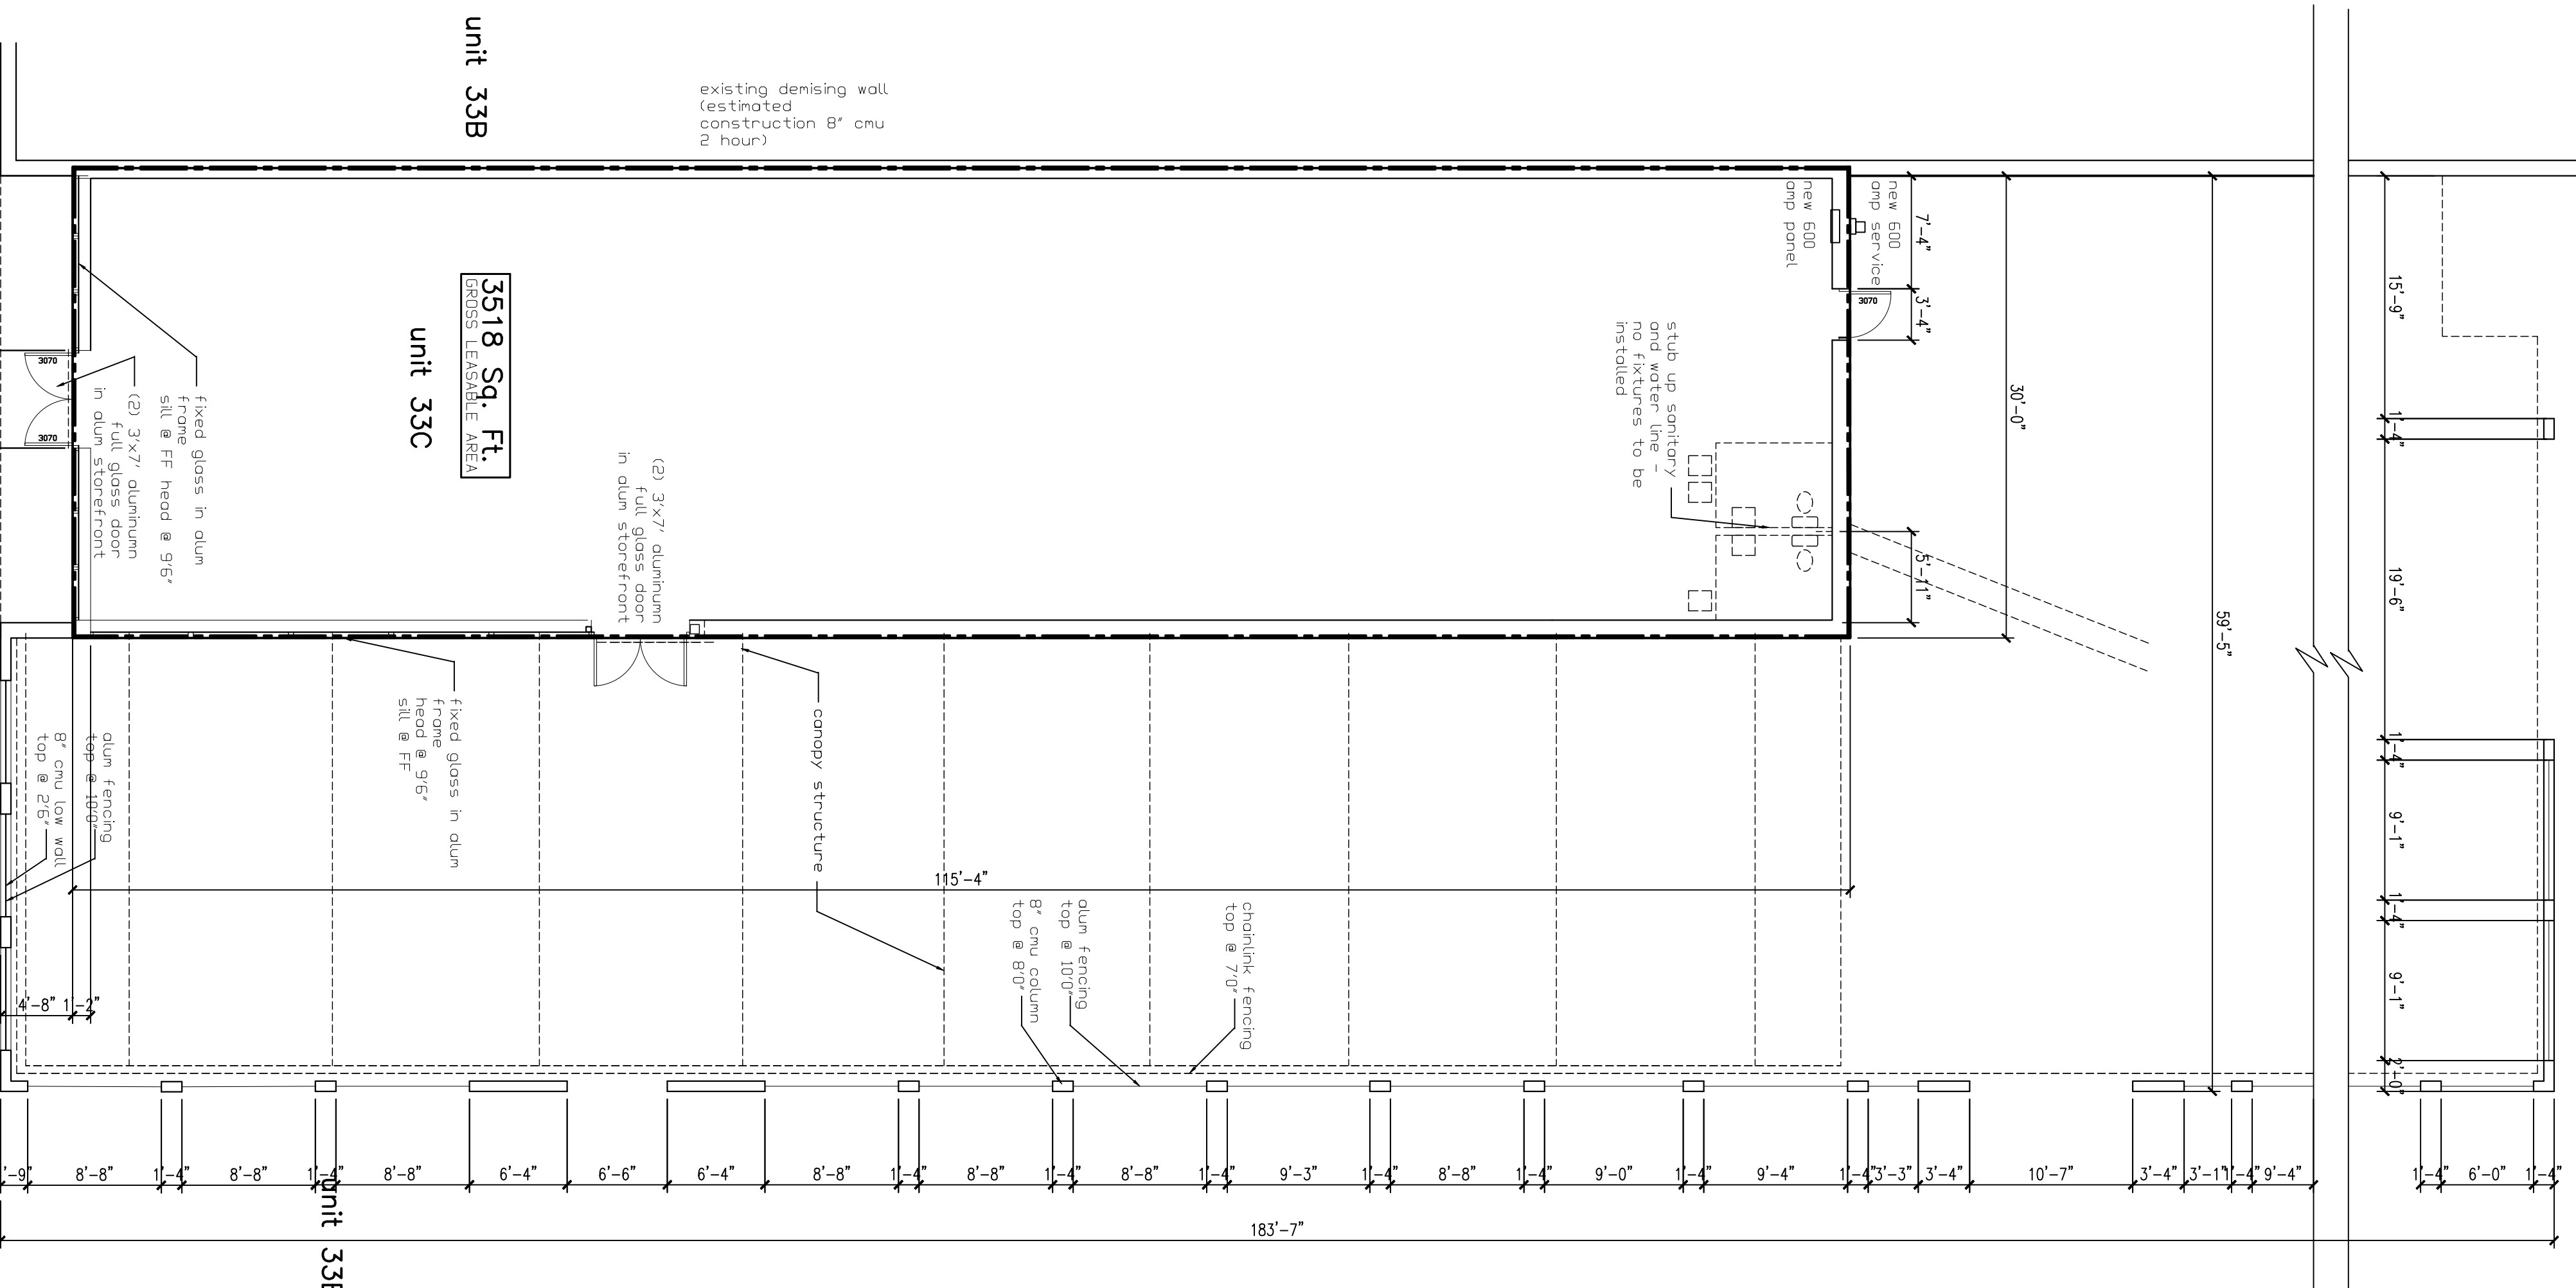 unit 33B
existing demising wall
(estimated
construction 8" cmu
2 hour)
new 600
amp panel
new 600
amp service
7'-4"
3'-4"
3070
30'-0"
59'-5"
5'-1"
stub up sanitary
and water line -
no fixtures to be
installed
3518 Sq. Ft.
GROSS LEASABLE AREA
unit 33C
3070
3070
fixed glass in alum
frame
sill @ FF head @ 9'6"
(2) 3'x7' aluminumn
full glass door
in alum storefront
(2) 3'x7' aluminumn
full glass door
in alum storefront
15'-9"
1'-4"
19'-6"
1'-4"
9'-1"
1'-4"
9'-1"
2'-0"
fixed glass in alum
frame
head @ 9'6"
sill @ FF
alum fencing
top @ 10'0"
8" cmu low wall
top @ 2'6"
canopy structure
115'-4"
chainlink fencing
top @ 7'0"
alum fencing
top @ 10'0"
8" cmu column
top @ 8'0"
4'-8" 1'-2"
'-9" 8'-8" 1'-4" 8'-8" 1'-4" 8'-8" 6'-4" 6'-6" 6'-4" 8'-8" 1'-4" 8'-8" 1'-4" 8'-8" 1'-4" 9'-3" 1'-4" 8'-8" 1'-4" 9'-0" 1'-4" 9'-4" 1'-4" 3'-3" 3'-4" 10'-7" 3'-4" 3'-1" 1'-4" 9'-4" 1'-4" 6'-0" 1'-4"
183'-7"
unit 33